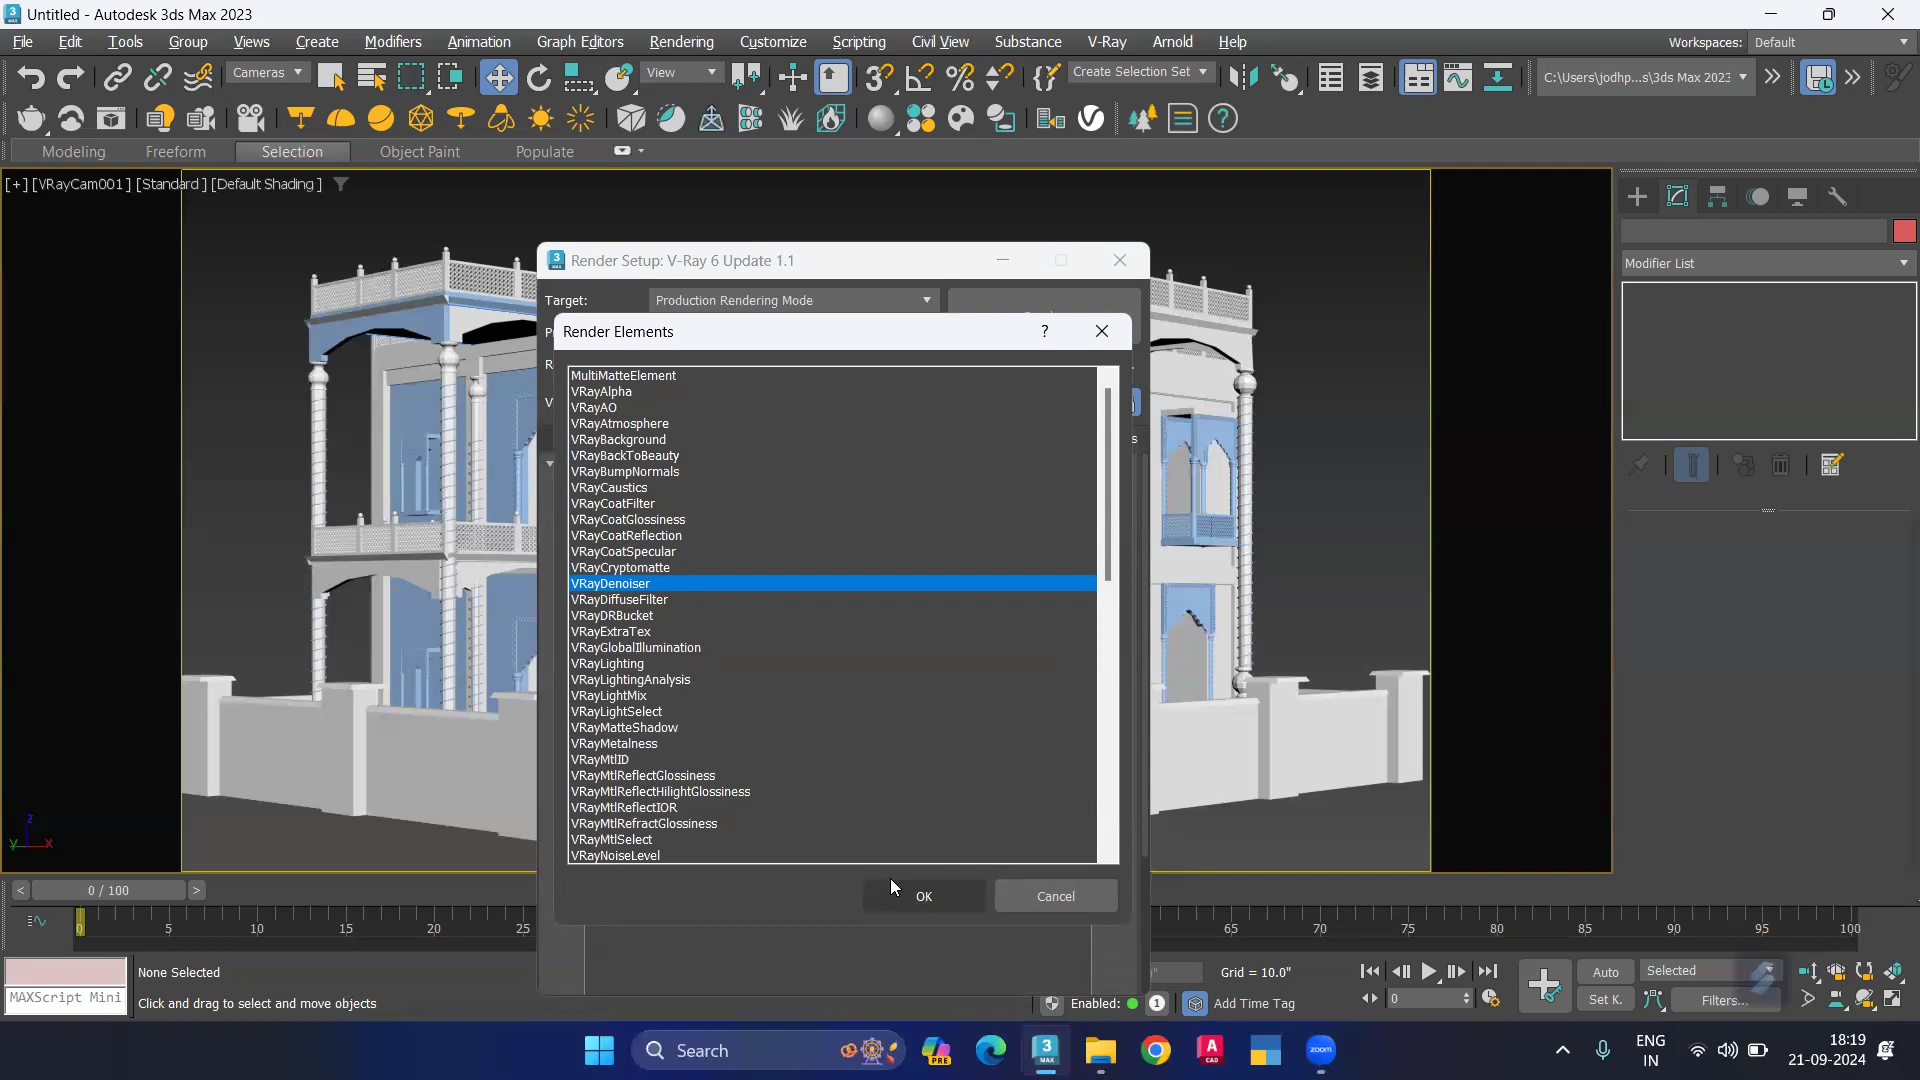 Untitled - Autodesk 3ds Max 2023
File Edit Tools Group Views Create Modifiers Animation Graph Editors Rendering Customize Scripting Civil View Substance V-Ray Arnold Help Workspaces: Default
Cameras View Create Selection Set C:\Users\jodhp...s\3ds Max 2023
Modeling Freeform Selection Object Paint Populate
[+] [VRayCam001] [Standard] [Default Shading]
Modifier List
Render Setup: V-Ray 6 Update 1.1
Target: Production Rendering Mode
Render Elements ?
MultiMatteElement
VRayAlpha
VRayAO
VRayAtmosphere
VRayBackground
VRayBackToBeauty
VRayBumpNormals
VRayCaustics
VRayCoatFilter
VRayCoatGlossiness
VRayCoatReflection
VRayCoatSpecular
VRayCryptomatte
VRayDenoiser
VRayDiffuseFilter
VRayDRBucket
VRayExtraTex
VRayGlobalIllumination
VRayLighting
VRayLightingAnalysis
VRayLightMix
VRayLightSelect
VRayMatteShadow
VRayMetalness
VRayMtlID
VRayMtlReflectGlossiness
VRayMtlReflectHilightGlossiness
VRayMtlReflectIOR
VRayMtlRefractGlossiness
VRayMtlSelect
VRayNoiseLevel
OK Cancel
z
y x
< 0 / 100 >
0 5 10 15 20 25 65 70 75 80 85 90 95 100
None Selected Grid = 10.0" Auto Selected
MAXScript Mini Click and drag to select and move objects Enabled: 1 Add Time Tag 0 Set K. Filters...
Search PRE 3 MAX A CAD zoom ENG IN 18:19
21-09-2024